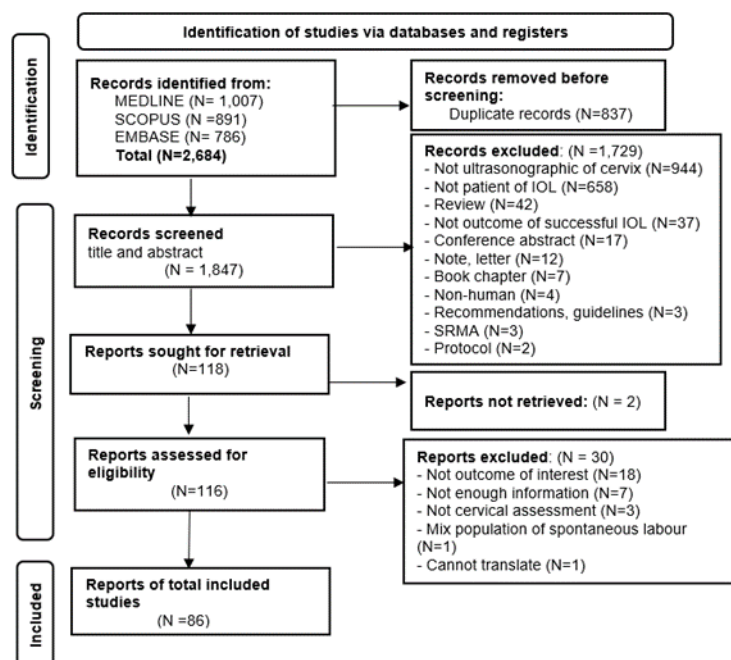 Identification of studies via databases and registers
Identification
Records identified from:
MEDLINE (N= 1,007)
SCOPUS (N =891)
EMBASE (N= 786)
Total (N=2,684)
Records removed before
screening:
Duplicate records (N=837)
Screening
Records screened
title and abstract
(N = 1,847)
Records excluded: (N =1,729)
- Not ultrasonographic of cervix (N=944)
- Not patient of IOL (N=658)
- Review (N=42)
- Not outcome of successful IOL (N=37)
- Conference abstract (N=17)
- Note, letter (N=12)
- Book chapter (N=7)
- Non-human (N=4)
- Recommendations, guidelines (N=3)
- SRMA (N=3)
- Protocol (N=2)
Reports sought for retrieval
(N=118)
Reports not retrieved: (N = 2)
Reports assessed for
eligibility
(N=116)
Reports excluded: (N = 30)
- Not outcome of interest (N=18)
- Not enough information (N=7)
- Not cervical assessment (N=3)
- Mix population of spontaneous labour
(N=1)
- Cannot translate (N=1)
Included
Reports of total included
studies
(N =86)